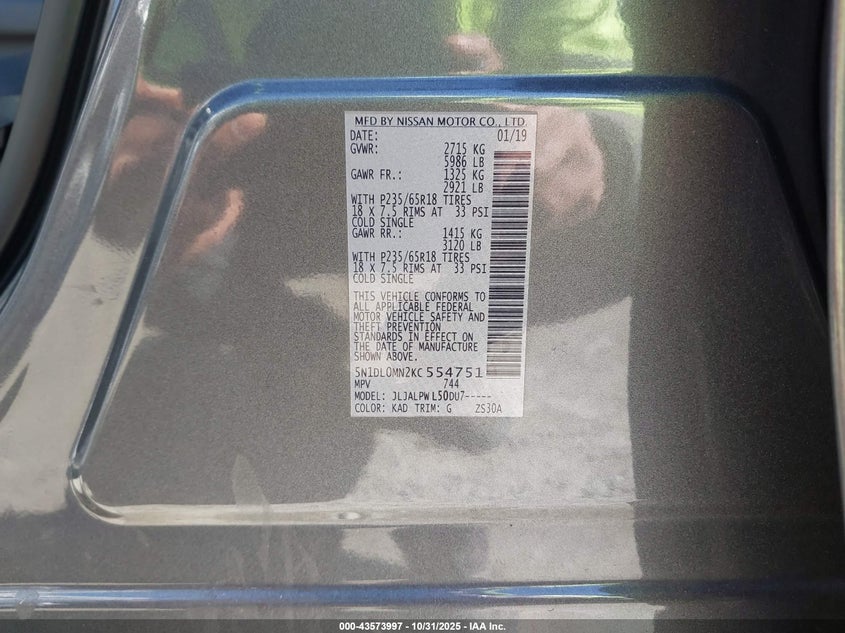 MFD BY NISSAN MOTOR CO., LTD
DATE: 01/19
GVWR: 2715 KG
5986 LB
GAWR FR.: 1325 KG
2921 LB
WITH P235/65R18 TIRES
18 X 7.5 RIMS AT 33 PSI
COLD SINGLE
GAWR RR.: 1415 KG
3120 LB
WITH P235/65R18 TIRES
18 X 7.5 RIMS AT 33 PSI
COLD SINGLE
THIS VEHICLE CONFORMS TO
ALL APPLICABLE FEDERAL
MOTOR VEHICLE SAFETY AND
THEFT PREVENTION
STANDARDS IN EFFECT ON
THE DATE OF MANUFACTURE
SHOWN ABOVE.
5N1DL0MN2KC554751
MPV 744
MODEL: JLJALPW L50DU7-----
COLOR: KAD TRIM: G ZS30A
000-43573997 - 10/31/2025 - IAA Inc.